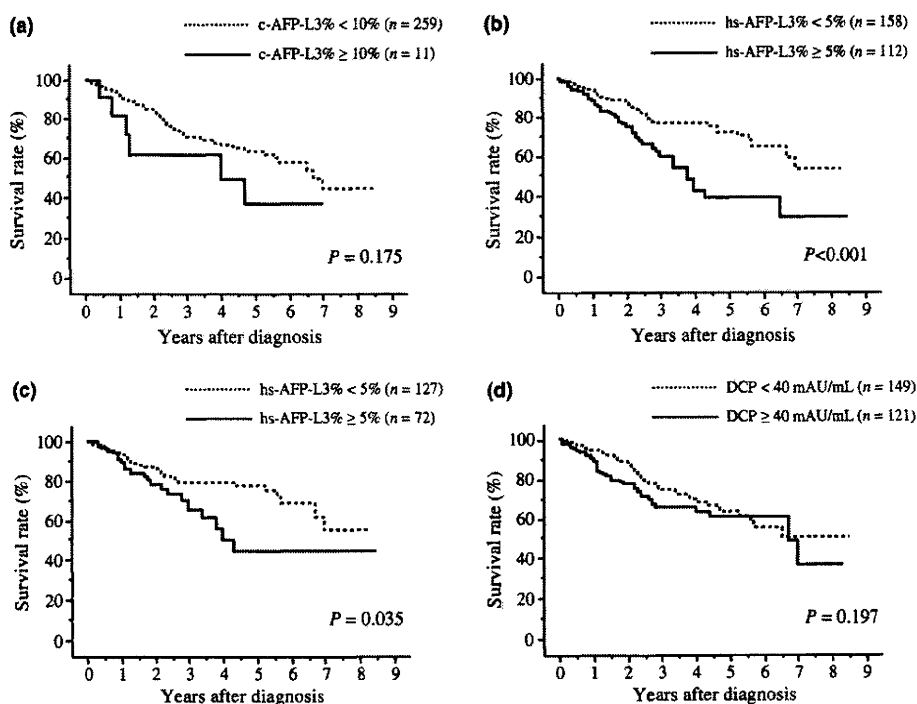 (a)
c-AFP-L3% < 10% (n = 259)
c-AFP-L3% ≥ 10% (n = 11)
Survival rate (%)
100
80
60
40
20
0
0 1 2 3 4 5 6 7 8 9
Years after diagnosis
P = 0.175
(b)
hs-AFP-L3% < 5% (n = 158)
hs-AFP-L3% ≥ 5% (n = 112)
Survival rate (%)
100
80
60
40
20
0
0 1 2 3 4 5 6 7 8 9
Years after diagnosis
P<0.001
(c)
hs-AFP-L3% < 5% (n = 127)
hs-AFP-L3% ≥ 5% (n = 72)
Survival rate (%)
100
80
60
40
20
0
0 1 2 3 4 5 6 7 8 9
Years after diagnosis
P = 0.035
(d)
DCP < 40 mAU/mL (n = 149)
DCP ≥ 40 mAU/mL (n = 121)
Survival rate (%)
100
80
60
40
20
0
0 1 2 3 4 5 6 7 8 9
Years after diagnosis
P = 0.197